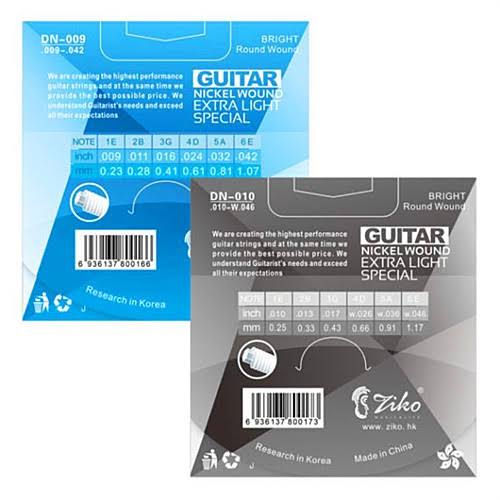 DN-009
.009-.042
BRIGHT
Round Wound
We are creating the highest performance
guitar strings and at the same time we
provide the best possible price. We
understand Guitarist's needs and exceed
all their expectations
GUITAR
NICKEL WOUND
EXTRA LIGHT
SPECIAL
NOTE 1E 2B 3G 4D 5A 6E
inch .009 .011 .016 .024 .032 .042
mm 0.23 0.28 0.41 0.61 0.81 1.07
6 936137 800166
Research in Korea
J
DN-010
.010-W.046
BRIGHT
Round Wound
We are creating the highest performance
guitar strings and at the same time we
provide the best possible price. We
understand Guitarist's needs and exceed
all their expectations
GUITAR
NICKEL WOUND
EXTRA LIGHT
SPECIAL
NOTE 1E 2B 3G 4D 5A 6E
inch .010 .013 .017 w.026 w.036 w.046
mm 0.25 0.33 0.43 0.66 0.91 1.17
6 936137 800173
Ziko
www.ziko.hk
J
Research in Korea
Made in China